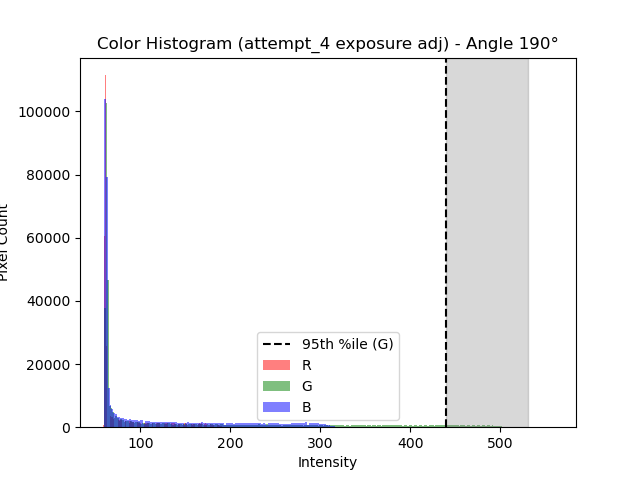 Color Histogram (attempt_4 exposure adj) - Angle 190°
Pixel Count
100000
80000
60000
40000
20000
0
95th %ile (G)
R
G
B
100 200 300 400 500
Intensity